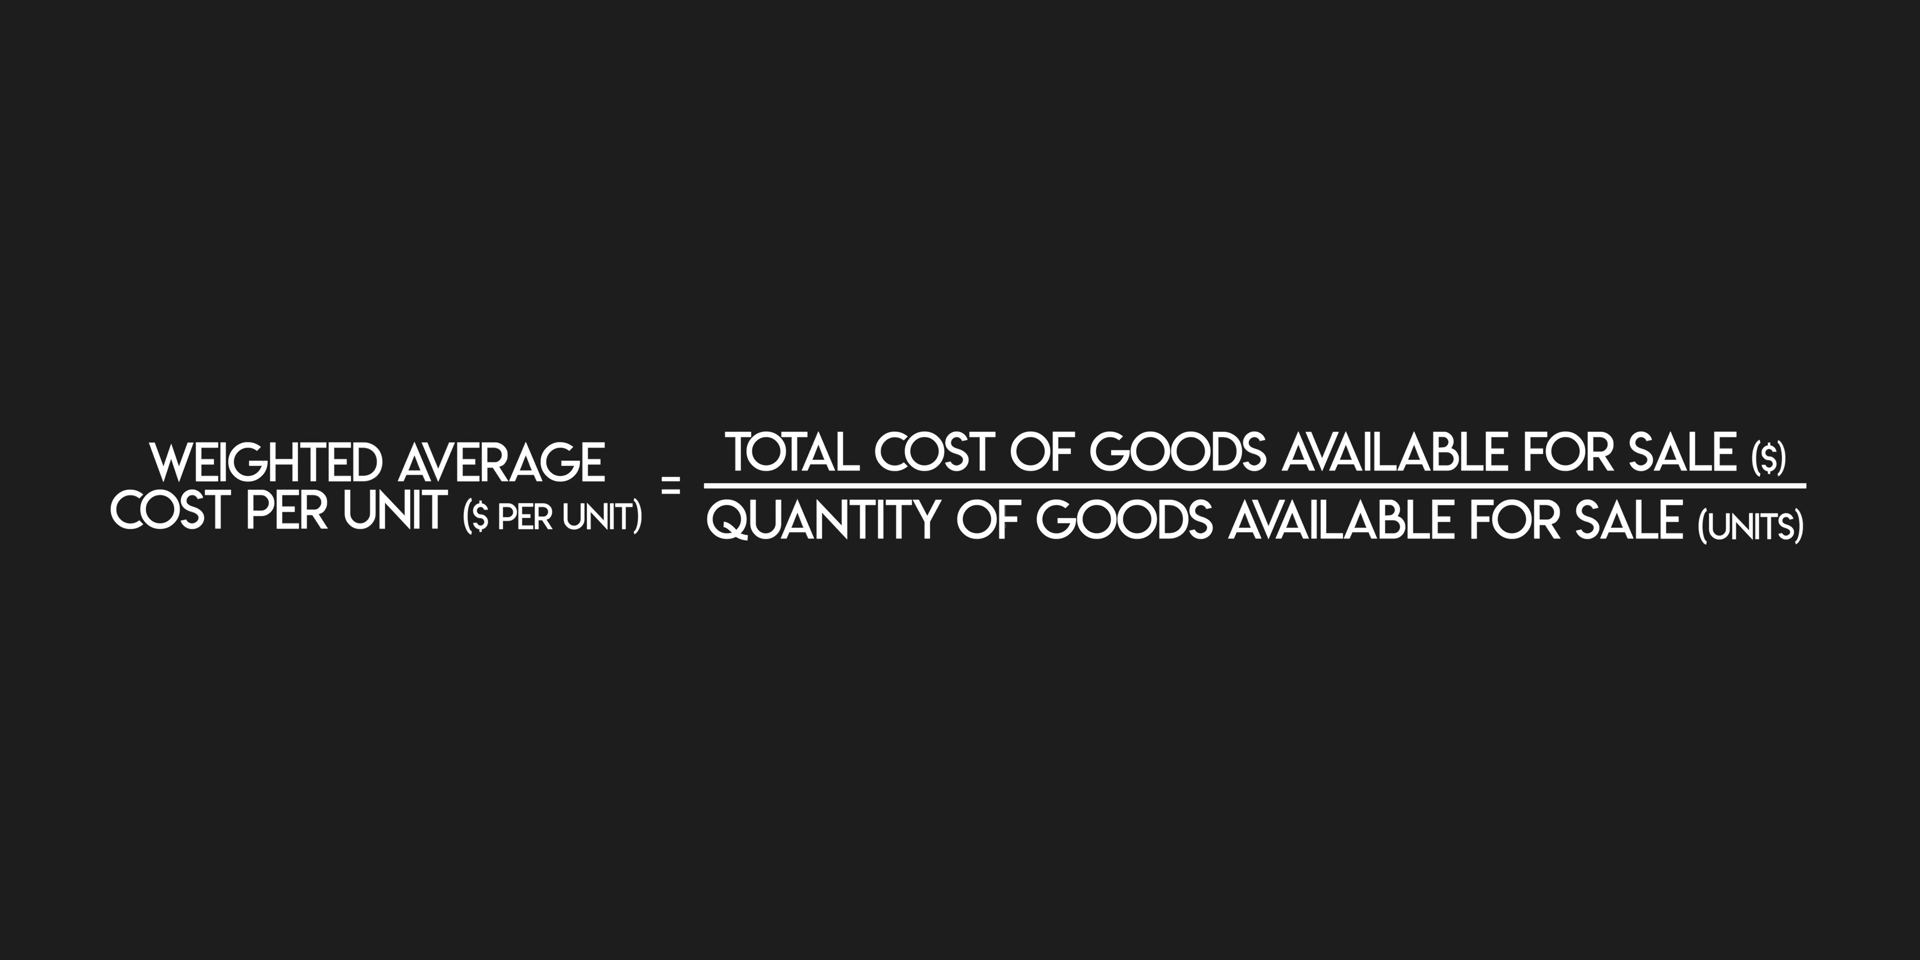 WEIGHTED AVERAGE
COST PER UNIT ($ PER UNIT)
=
TOTAL COST OF GOODS AVAILABLE FOR SALE ($)
QUANTITY OF GOODS AVAILABLE FOR SALE (UNITS)